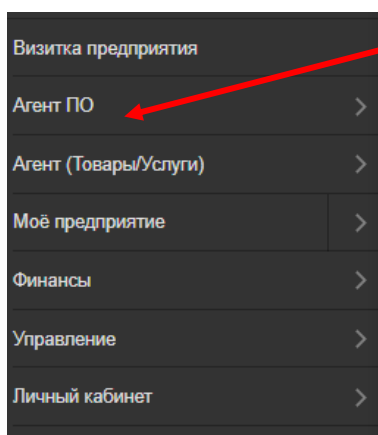 Визитка предприятия
Агент ПО
Агент (Товары/Услуги)
Моё предприятие
Финансы
Управление
Личный кабинет